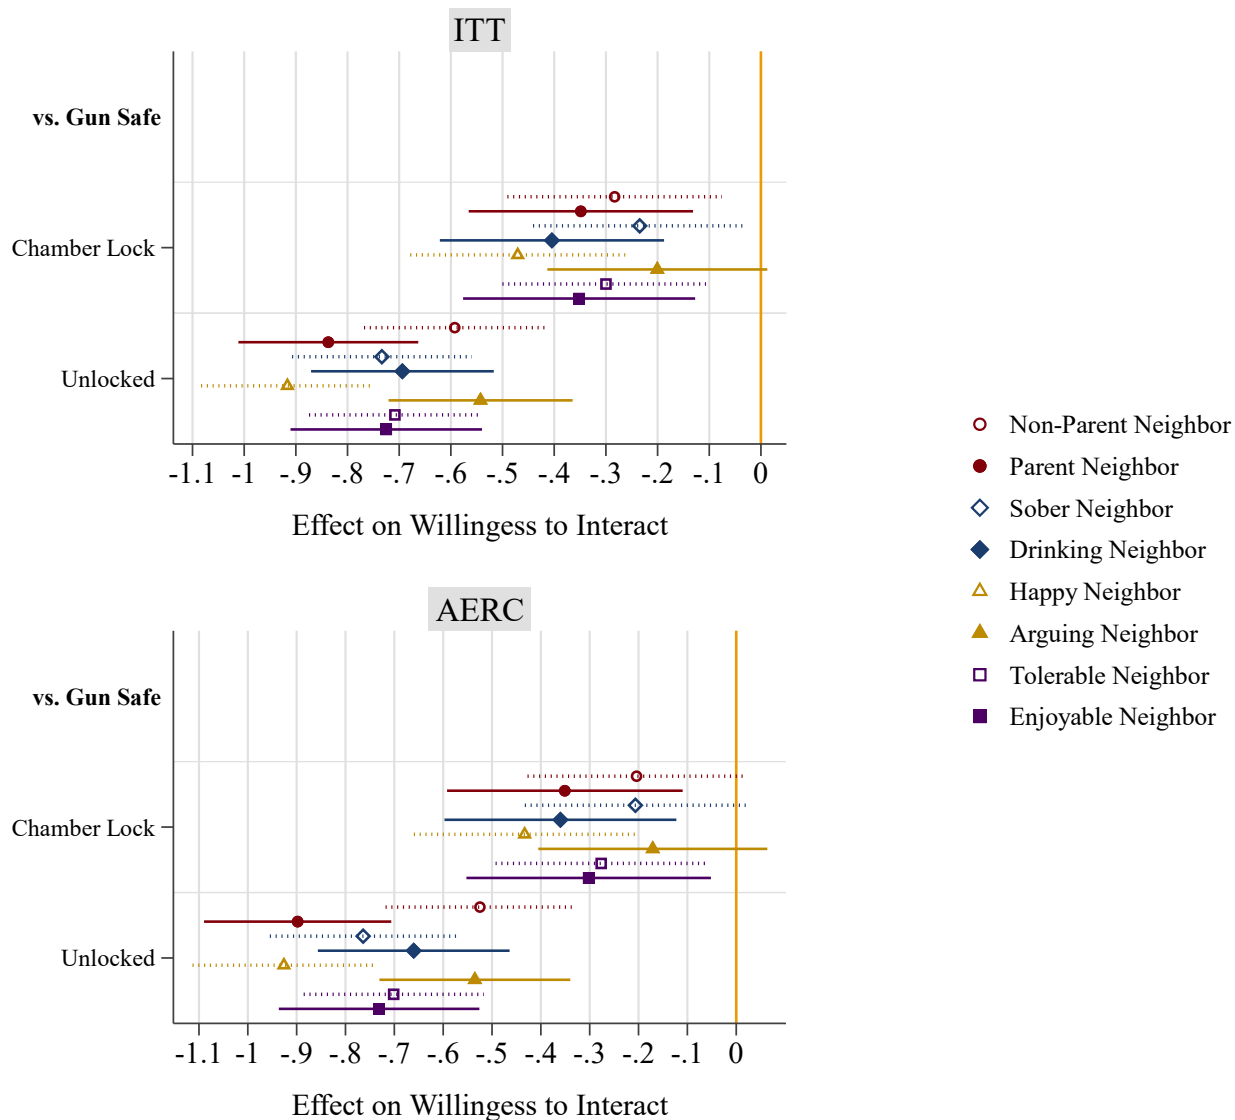 ITT
vs. Gun Safe
Chamber Lock
Unlocked
-1.1 -1 -.9 -.8 -.7 -.6 -.5 -.4 -.3 -.2 -.1 0
Effect on Willingess to Interact
Non-Parent Neighbor
Parent Neighbor
Sober Neighbor
Drinking Neighbor
Happy Neighbor
Arguing Neighbor
Tolerable Neighbor
Enjoyable Neighbor
AERC
vs. Gun Safe
Chamber Lock
Unlocked
-1.1 -1 -.9 -.8 -.7 -.6 -.5 -.4 -.3 -.2 -.1 0
Effect on Willingess to Interact